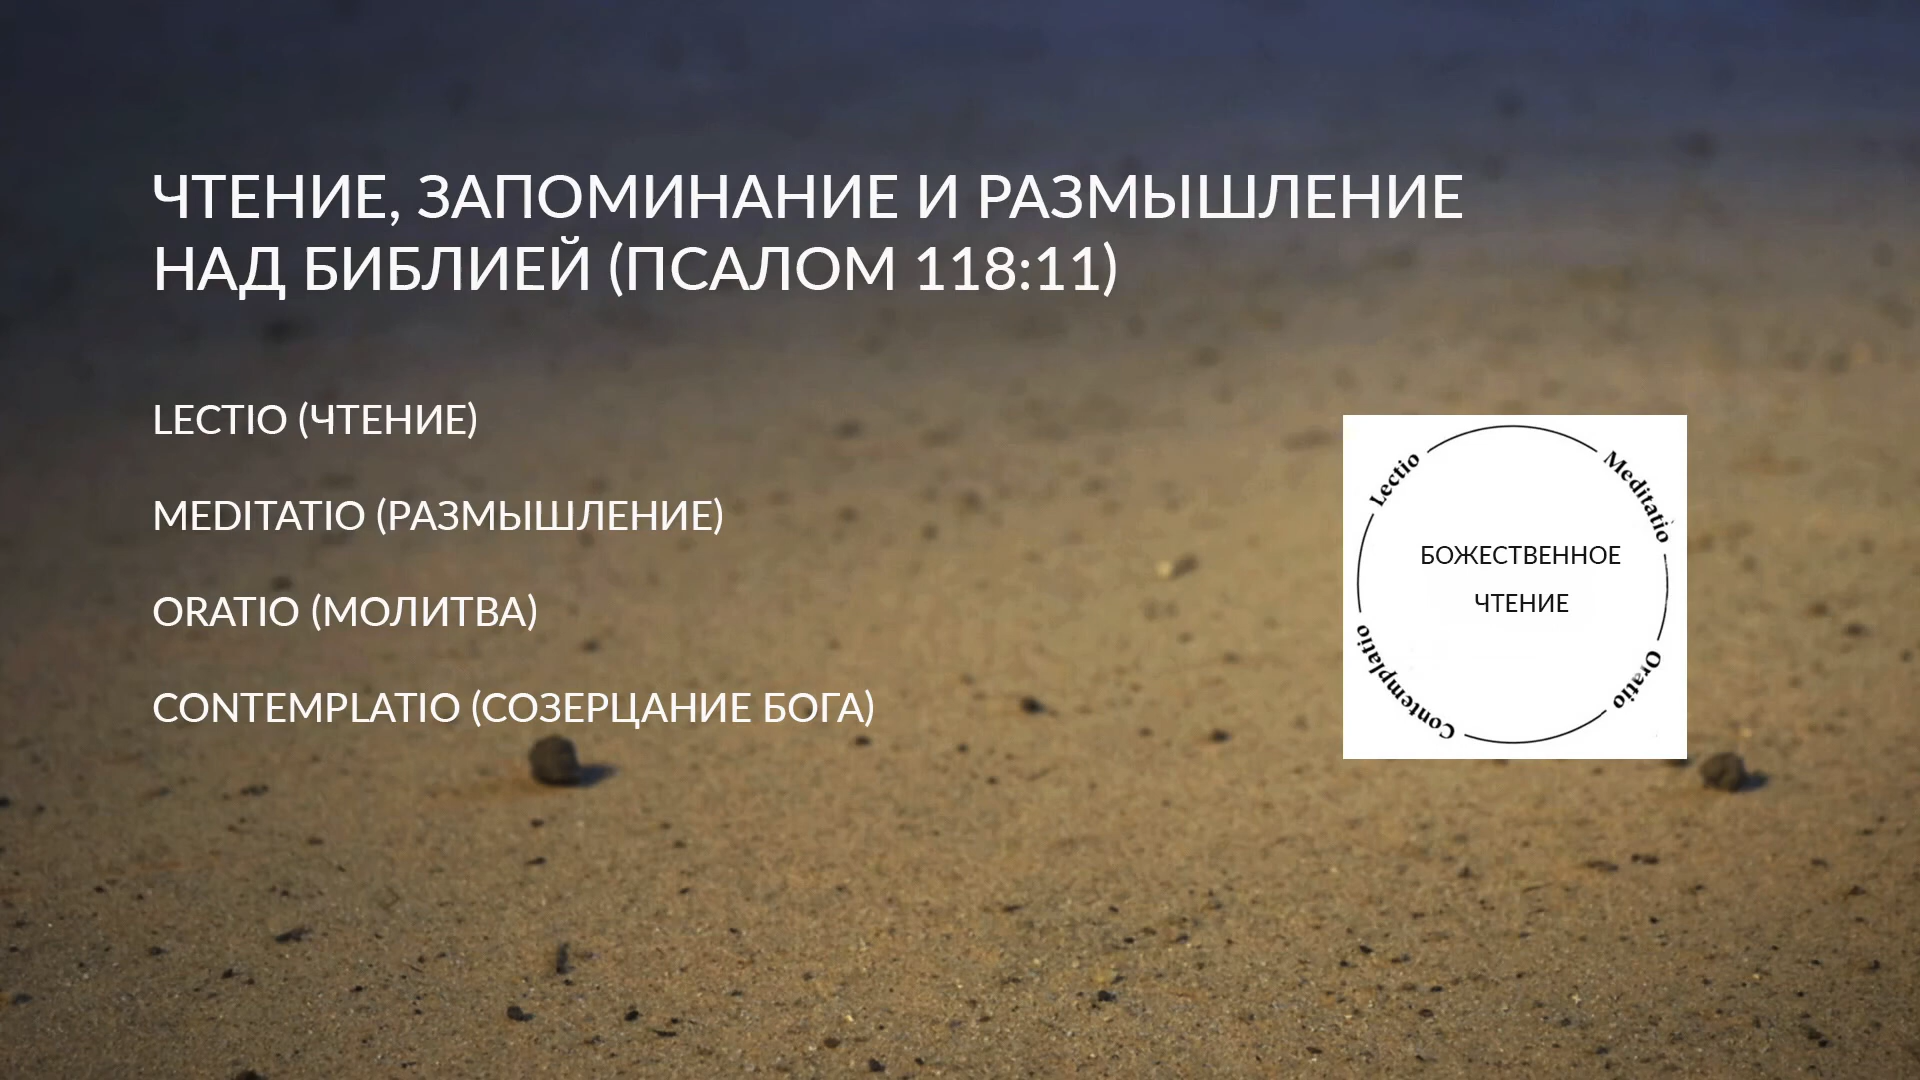 ЧТЕНИЕ, ЗАПОМИНАНИЕ И РАЗМЫШЛЕНИЕ
НАД БИБЛИЕЙ (ПСАЛОМ 118:11)
LECTIO (ЧТЕНИЕ)
MEDITATIO (РАЗМЫШЛЕНИЕ)
ORATIO (МОЛИТВА)
CONTEMPLATIO (СОЗЕРЦАНИЕ БОГА)
Lectio
Meditatio
БОЖЕСТВЕННОЕ
ЧТЕНИЕ
Oratio
Contemplatio